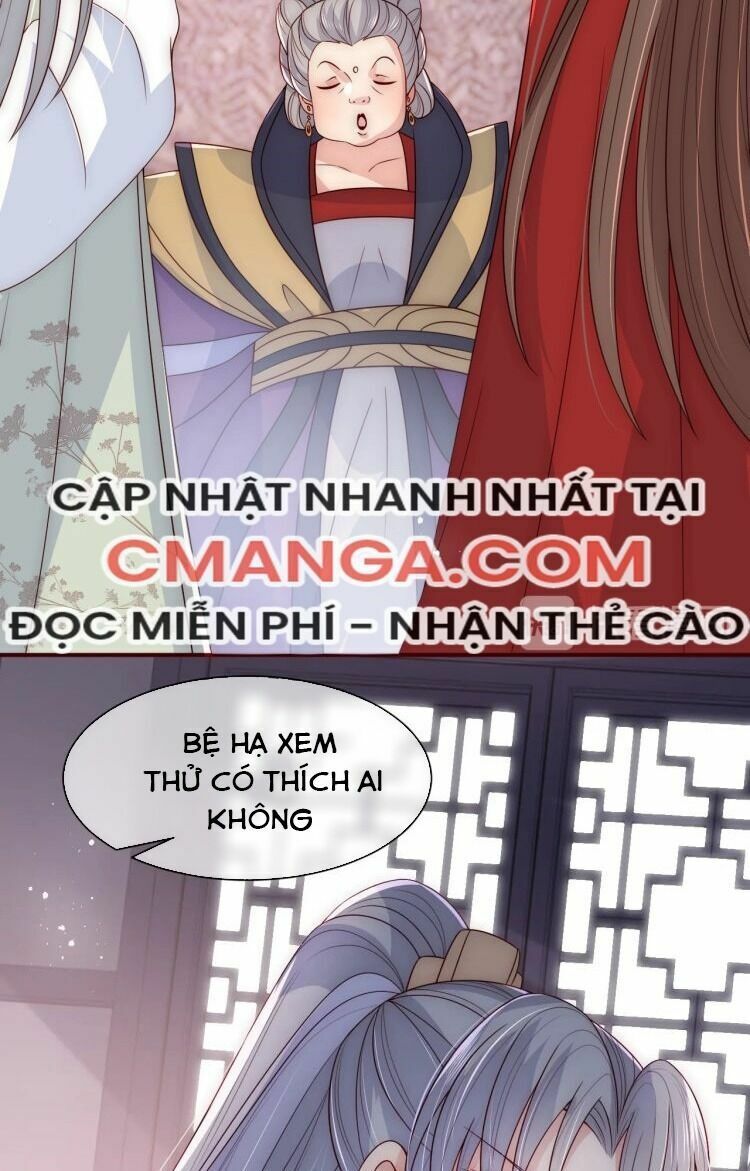 CẬP NHẬT NHANH NHẤT TẠI
CMANGA.COM
ĐỌC MIỄN PHÍ - NHẬN THẺ CÀO
BỆ HẠ XEM
THỬ CÓ THÍCH AI
KHÔNG